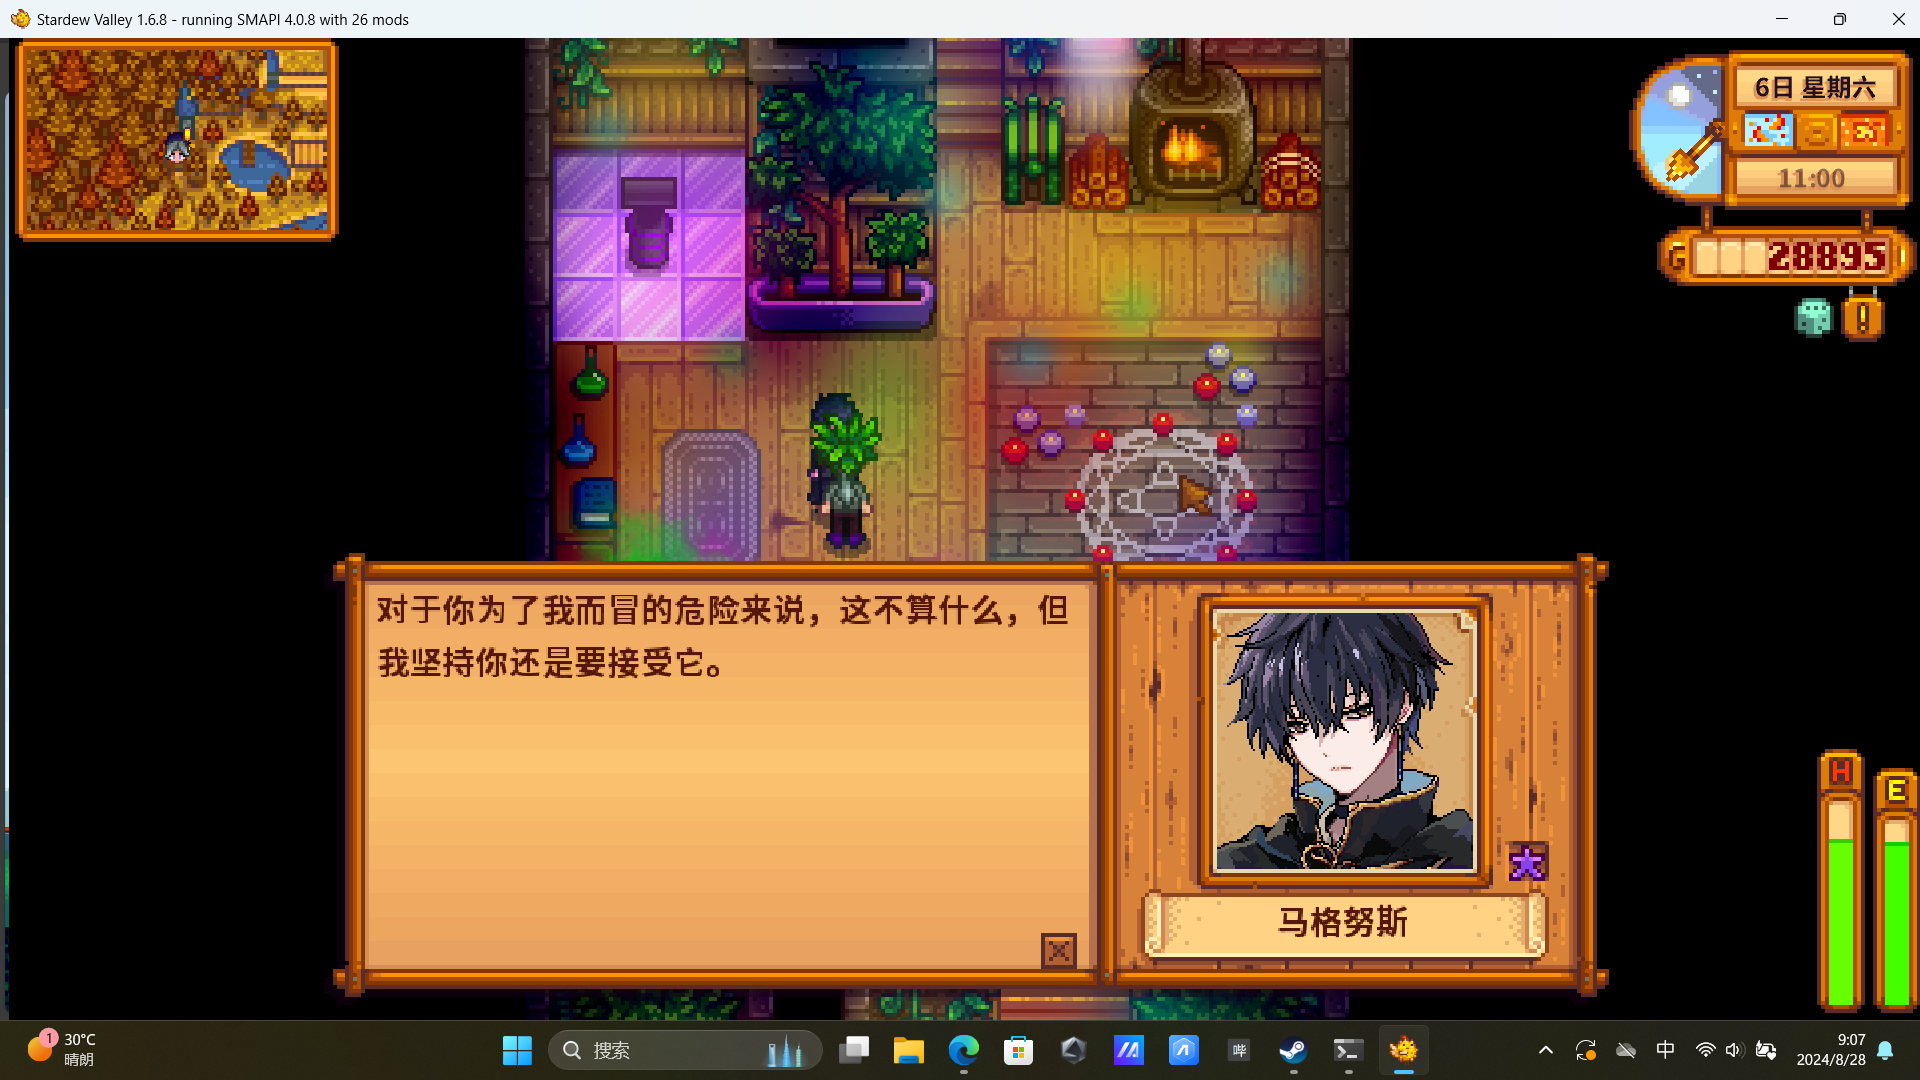 Stardew Valley 1.6.8 - running SMAPI 4.0.8 with 26 mods
6日 星期六
11:00
G 28895
对于你为了我而冒的危险来说，这不算什么，但
我坚持你还是要接受它。
马格努斯
H
E
1
30°C
晴朗
搜索
哔
中
9:07
2024/8/28